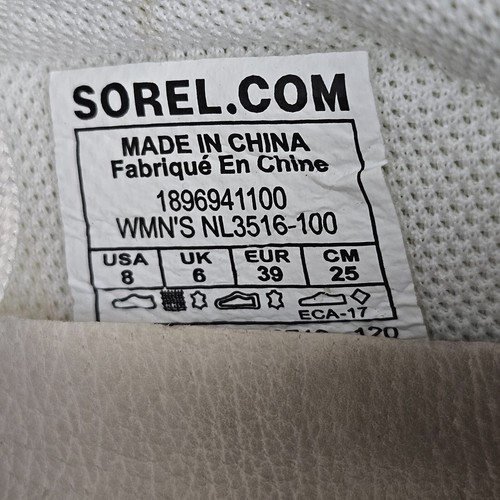 SOREL.COM
MADE IN CHINA
Fabriqué En Chine
1896941100
WMN'S NL3516-100
USA UK EUR CM
8 6 39 25
ECA-17